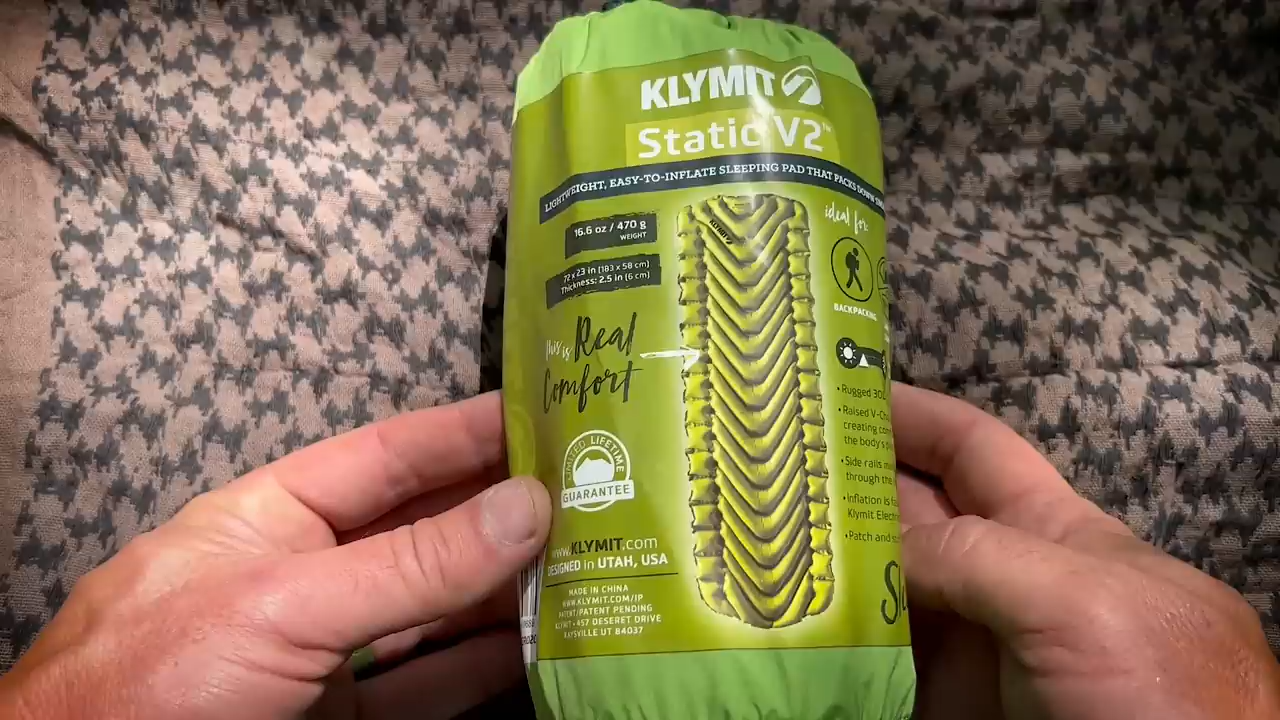 KLYMIT
Static V2™
LIGHTWEIGHT, EASY-TO-INFLATE SLEEPING PAD THAT PACKS DOWN
16.6 oz / 470 g
WEIGHT
72 x 23 in (183 x 58 cm)
Thickness: 2.5 in (6 cm)
This is Real
Comfort
LIMITED LIFETIME
GUARANTEE
www.KLYMIT.com
DESIGNED in UTAH, USA
MADE IN CHINA
WWW.KLYMIT.COM/IP
PATENT/PATENT PENDING
KLYMIT • 457 DESERET DRIVE
KAYSVILLE UT 84037
KLYMIT
ideal for:
BACKPACKING
• Rugged 30D
• Raised V-Cha
creating com
the body's
• Side rails
through the
• Inflation is
Klymit Electr
• Patch and